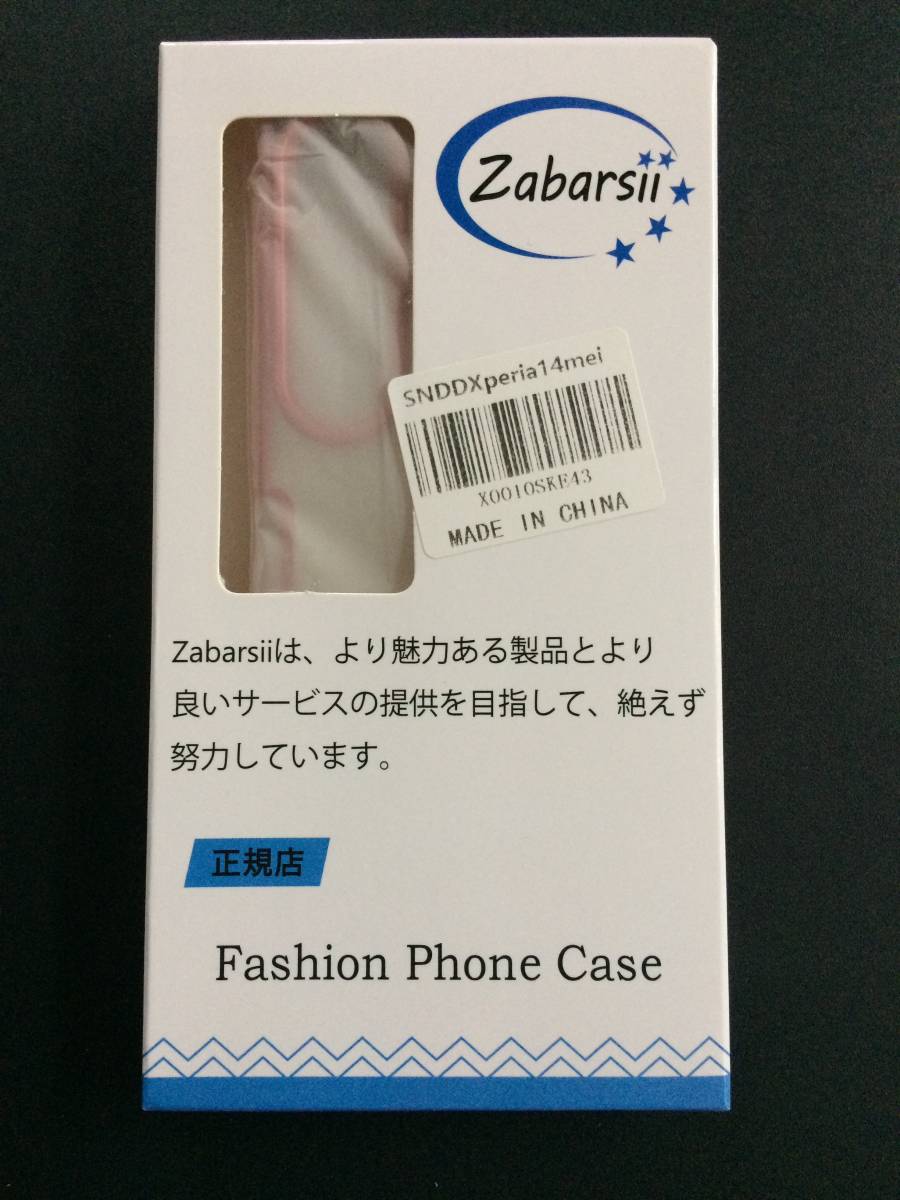 Zabarsii
SNDDXperia14mei
X0010SKE43
MADE IN CHINA
Zabarsiiは、より魅力ある製品とより
良いサービスの提供を目指して、絶えず
努力しています。
正規店
Fashion Phone Case